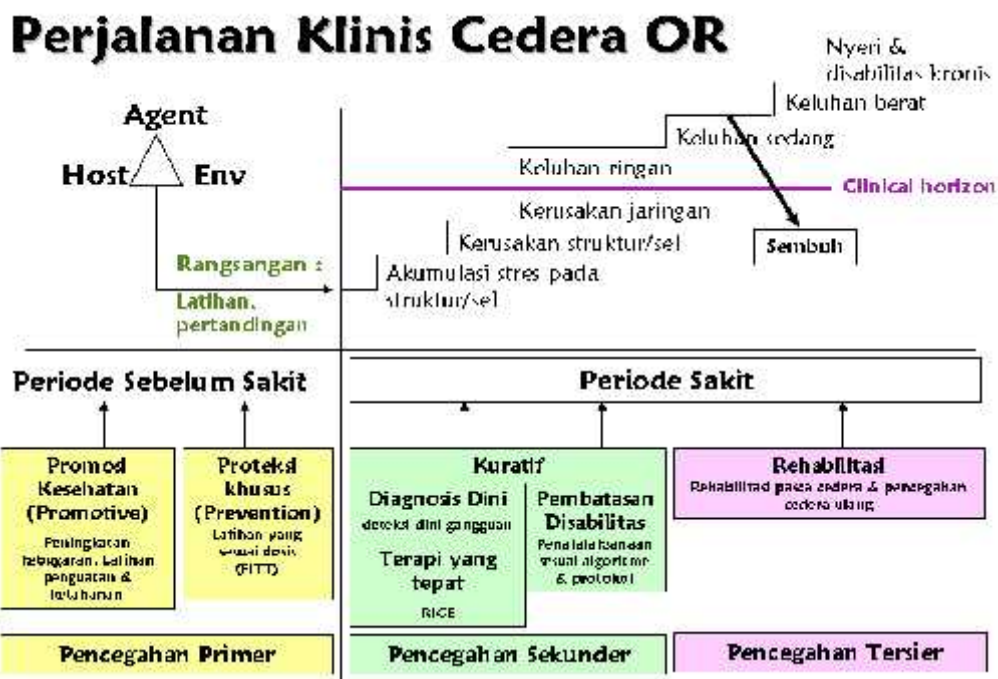 Perjalanan Klinis Cedera OR
Nyeri &
disabilitas kronis
Keluhan berat
Keluhan sedang
Keluhan ringan
Clinical horizon
Agent
Host
Env
Kerusakan jaringan
Kerusakan struktur/sel
Akumulasi stres pada
struktur/sel
Sembuh
Rangsangan :
Latihan,
pertandingan
Periode Sebelum Sakit
Periode Sakit
Promosi
Kesehatan
(Promotive)
Peningkatan
kebugaran, Latihan
penguatan &
ketahanan
Proteksi
khusus
(Prevention)
Latihan yang
sesuai dosis
(FITT)
Kuratif
Diagnosis Dini
deteksi dini gangguan
Terapi yang
tepat
RICE
Pembatasan
Disabilitas
Penatalaksanaan
sesuai algoritme
& protokol
Rehabilitasi
Rehabilitasi pasca cedera & pencegahan
cedera ulang
Pencegahan Primer
Pencegahan Sekunder
Pencegahan Tersier